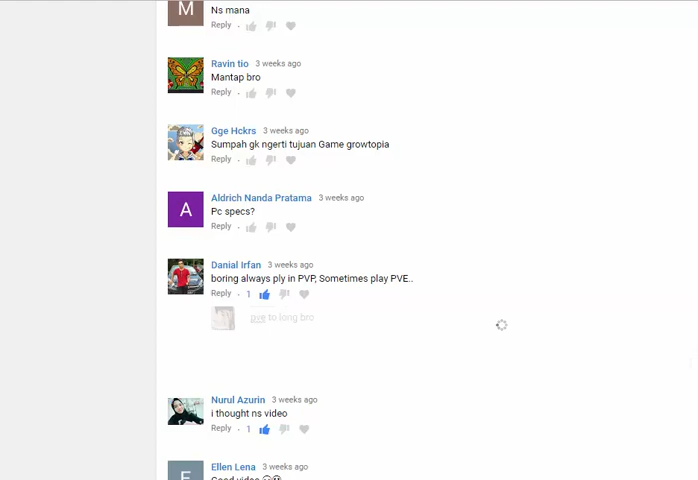 M
Ns mana
Reply
Ravin tio 3 weeks ago
Mantap bro
Reply
Gge Hckrs 3 weeks ago
Sumpah gk ngerti tujuan Game growtopia
Reply
A
Aldrich Nanda Pratama 3 weeks ago
Pc specs?
Reply
Danial Irfan 3 weeks ago
boring always ply in PVP, Sometimes play PVE..
Reply 1
pve to long bro
Nurul Azurin 3 weeks ago
i thought ns video
Reply 1
Ellen Lena 3 weeks ago
Good video